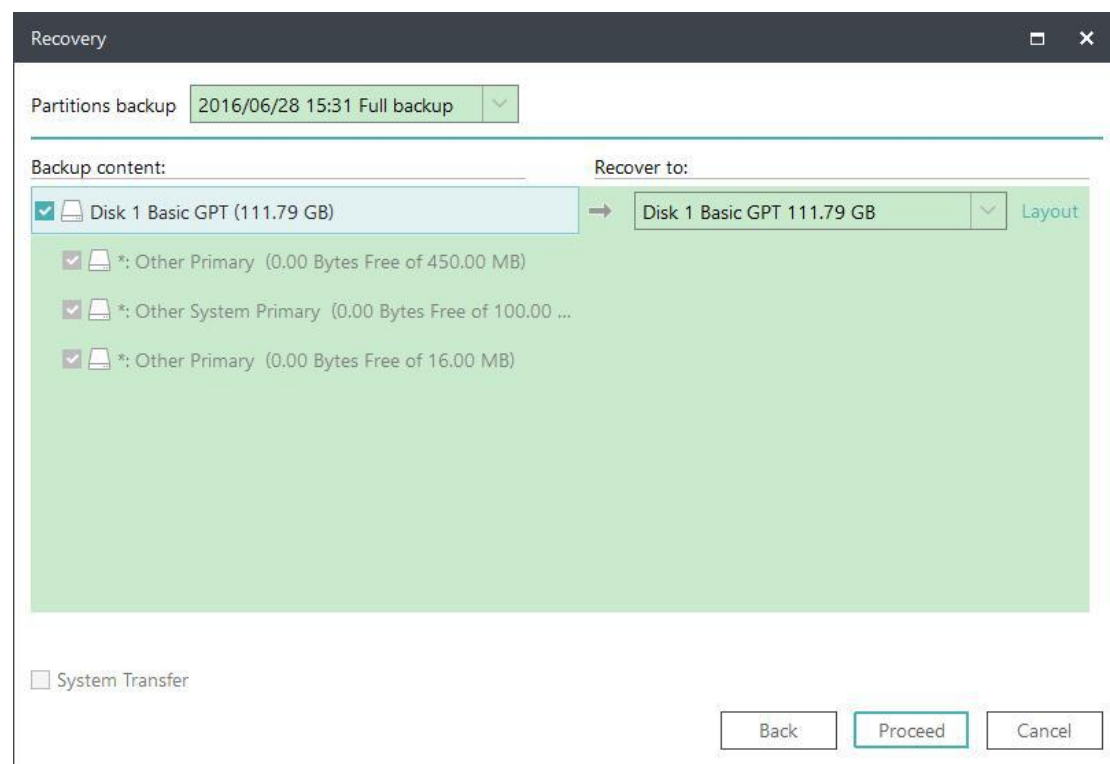 Recovery
Partitions backup 2016/06/28 15:31 Full backup
Backup content: Recover to:
Disk 1 Basic GPT (111.79 GB) Disk 1 Basic GPT 111.79 GB Layout
*: Other Primary (0.00 Bytes Free of 450.00 MB)
*: Other System Primary (0.00 Bytes Free of 100.00 ...
*: Other Primary (0.00 Bytes Free of 16.00 MB)
System Transfer
Back Proceed Cancel